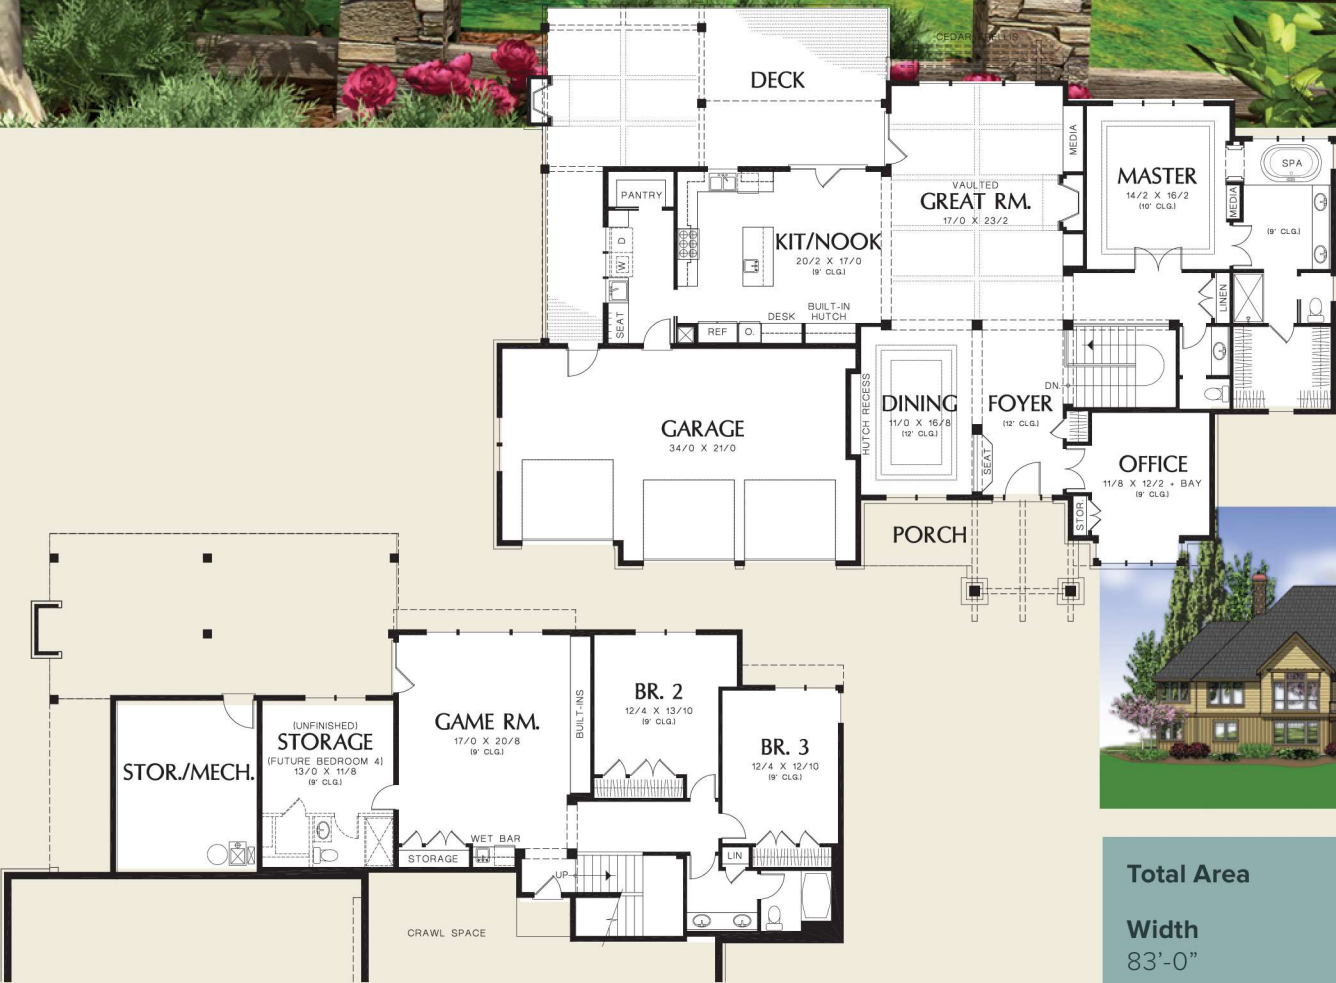 CEDAR TRELLIS
DECK
MEDIA
MASTER
14/2 X 16/2
(10' CLG.)
SPA
PANTRY
VAULTED
GREAT RM.
17/0 X 23/2
MEDIA
(9' CLG.)
D
W
KIT/NOOK
20/2 X 17/0
(9' CLG.)
LINEN
SEAT
REF
O.
DESK
BUILT-IN
HUTCH
DN.
HUTCH RECESS
DINING
11/0 X 16/8
(12' CLG.)
FOYER
(12' CLG.)
GARAGE
34/0 X 21/0
SEAT
OFFICE
11/8 X 12/2 + BAY
(9' CLG.)
STOR.
PORCH
GAME RM.
17/0 X 20/8
(9' CLG.)
BUILT-INS
BR. 2
12/4 X 13/10
(9' CLG.)
BR. 3
12/4 X 12/10
(9' CLG.)
STOR./MECH.
(UNFINISHED)
STORAGE
(FUTURE BEDROOM 4)
13/0 X 11/8
(9' CLG.)
STORAGE
WET BAR
LIN
UP
CRAWL SPACE
Total Area
Width
83'-0"